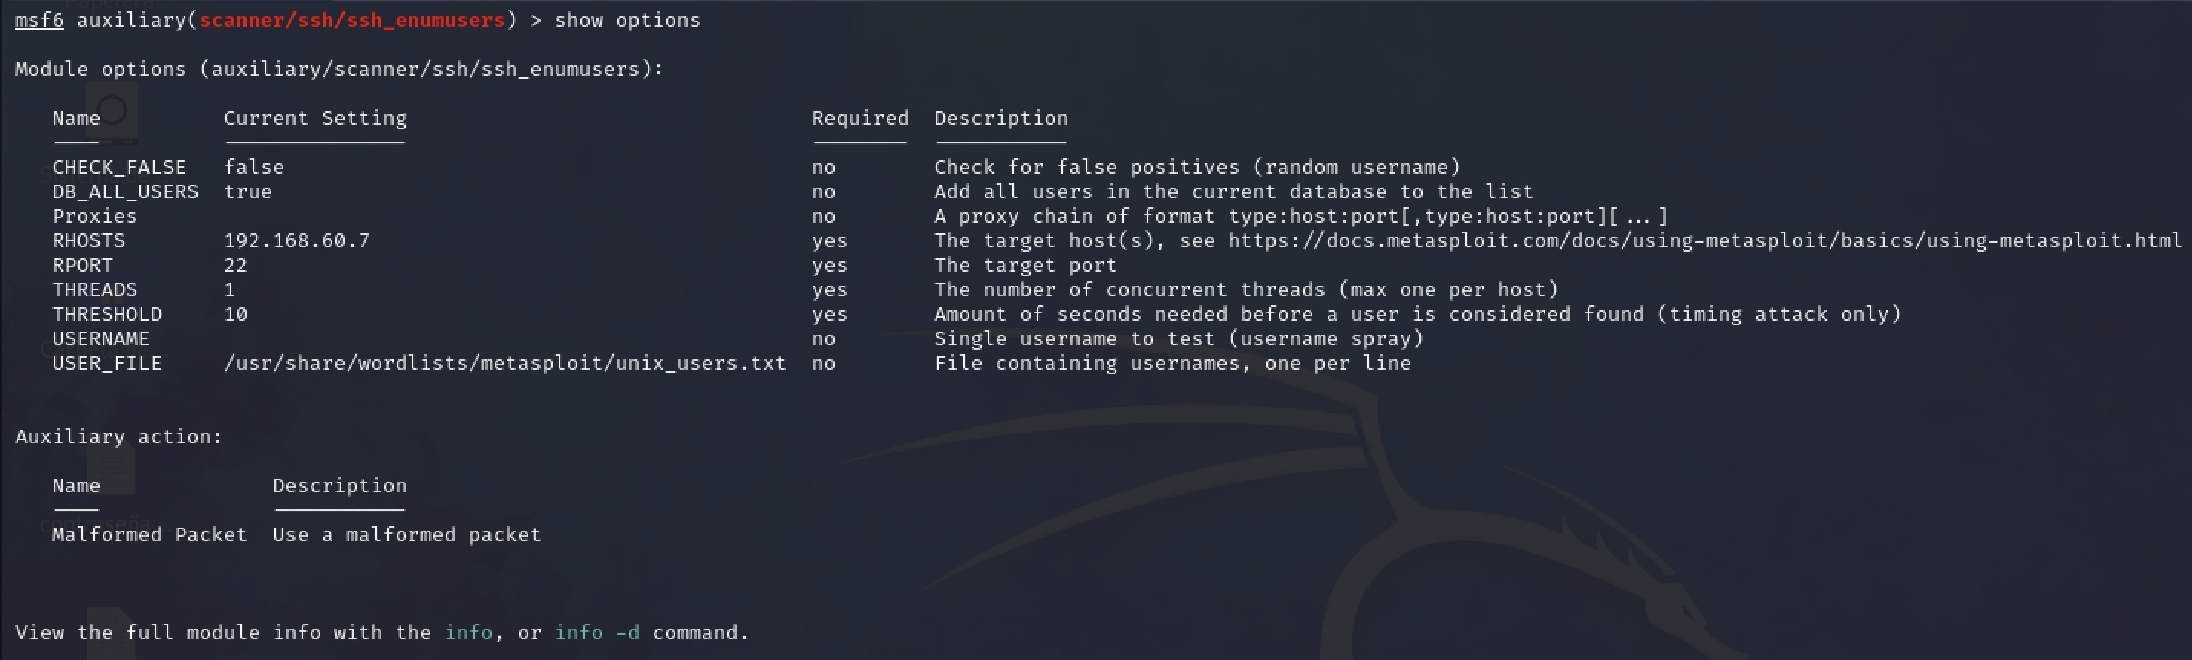 msf6 auxiliary(scanner/ssh/ssh_enumusers) > show options
Module options (auxiliary/scanner/ssh/ssh_enumusers):
Name Current Setting Required Description
CHECK_FALSE false no Check for false positives (random username)
DB_ALL_USERS true no Add all users in the current database to the list
Proxies no A proxy chain of format type:host:port[,type:host:port][...]
RHOSTS 192.168.60.7 yes The target host(s), see https://docs.metasploit.com/docs/using-metasploit/basics/using-metasploit.html
RPORT 22 yes The target port
THREADS 1 yes The number of concurrent threads (max one per host)
THRESHOLD 10 yes Amount of seconds needed before a user is considered found (timing attack only)
USERNAME no Single username to test (username spray)
USER_FILE /usr/share/wordlists/metasploit/unix_users.txt no File containing usernames, one per line
Auxiliary action:
Name Description
contraseña
Malformed Packet Use a malformed packet
View the full module info with the info, or info -d command.